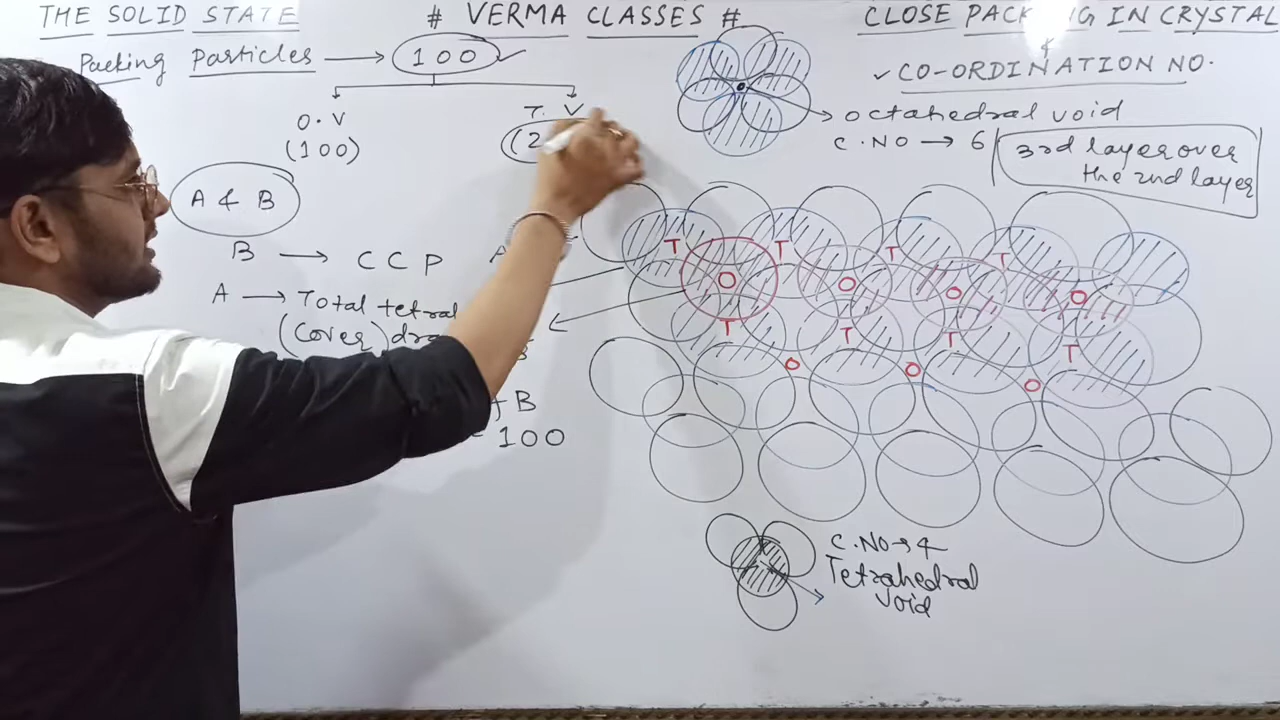 THE SOLID STATE
# VERMA CLASSES #
CLOSE PACKING IN CRYSTAL
&
✓ CO-ORDINATION NO.
Packing Particles → 100 ✓
O.V
(100)
T.V
(2
A & B
B → CCP
A → Total tetra
(Cover)
B
100
octahedral void
C.NO → 6
3rd layer over
the 2nd layer
T T T T
O O O O
T T T T
O O O
C.NO → 4
Tetrahedral
void